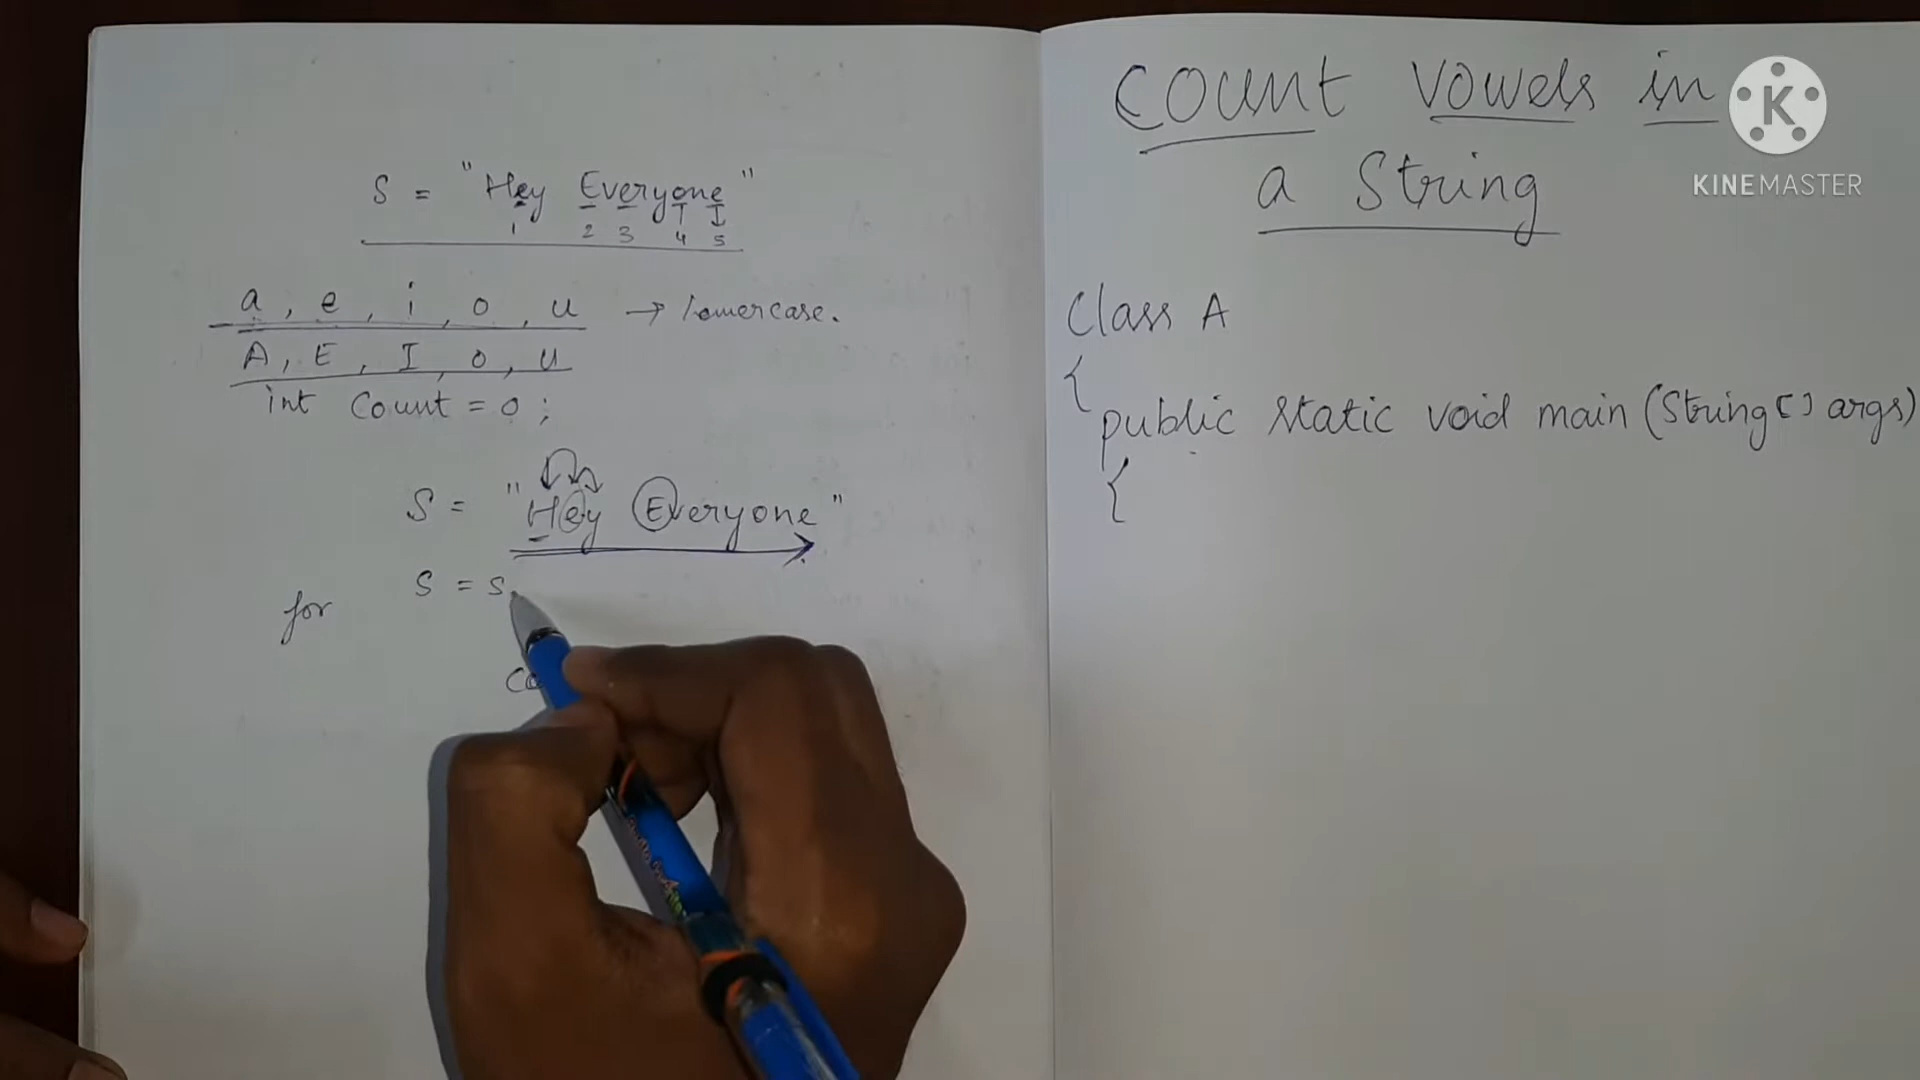 S = "Hey Everyone"
1 2 3 4 5
a, e, i, o, u → lowercase.
A, E, I, O, U
int Count = 0;
S = "Hey Everyone"
S = S.
for
Count Vowels in
a String
Class A
{
public static void main (String[] args)
{
K
KINEMASTER